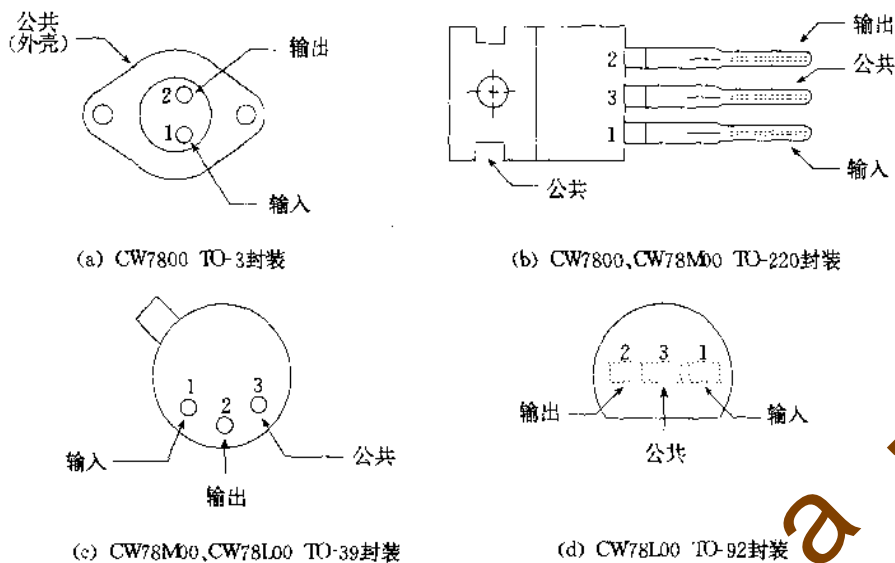 公共
(外壳)
输出
2
1
输入
(a) CW7800 TO-3封装
输出
2
公共
3
1
输入
公共
(b) CW7800、CW78M00 TO-220封装
1
2
3
输入
输出
公共
(c) CW78M00、CW78L00 TO-39封装
2 3 1
输出
输入
公共
(d) CW78L00 TO-92封装
a